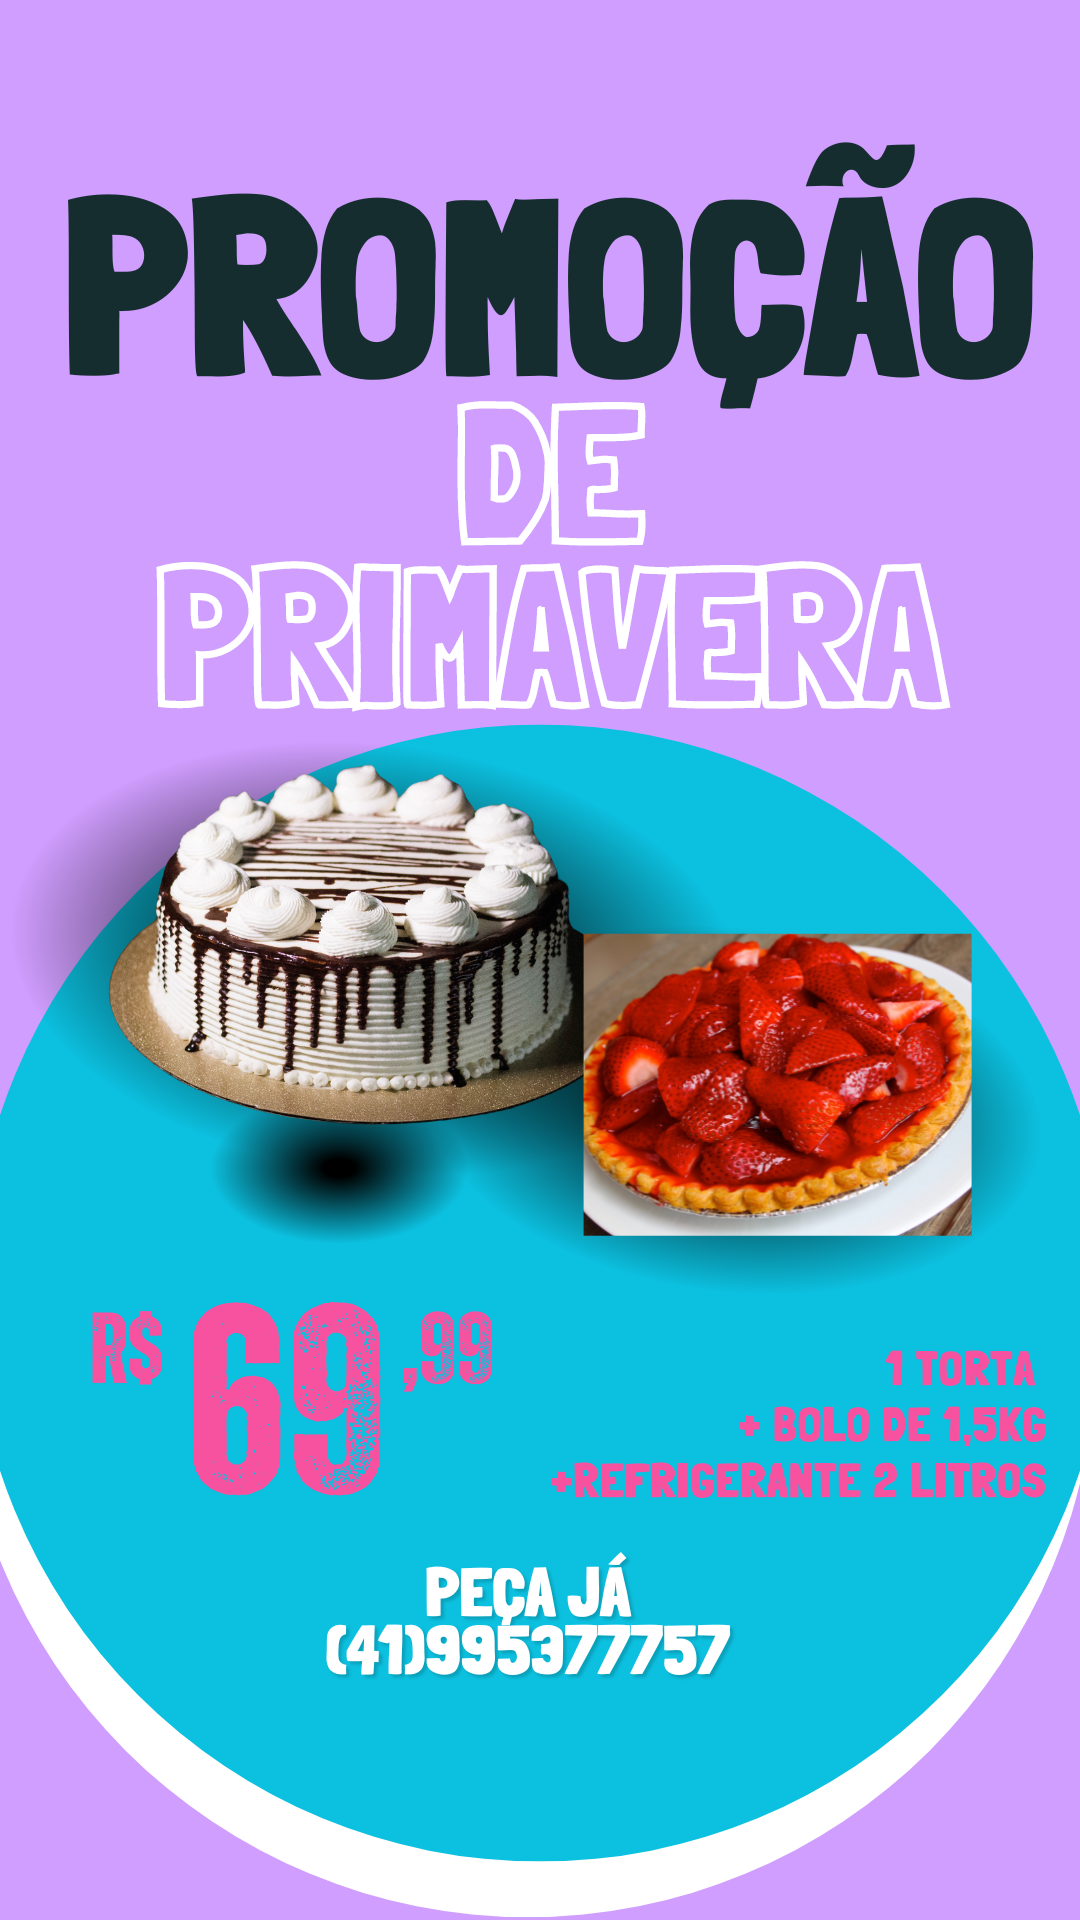 PROMOÇÃO
DE
PRIMAVERA
R$ 69,99
1 TORTA
+ BOLO DE 1,5KG
+REFRIGERANTE 2 LITROS
PEÇA JÁ
(41)995377757